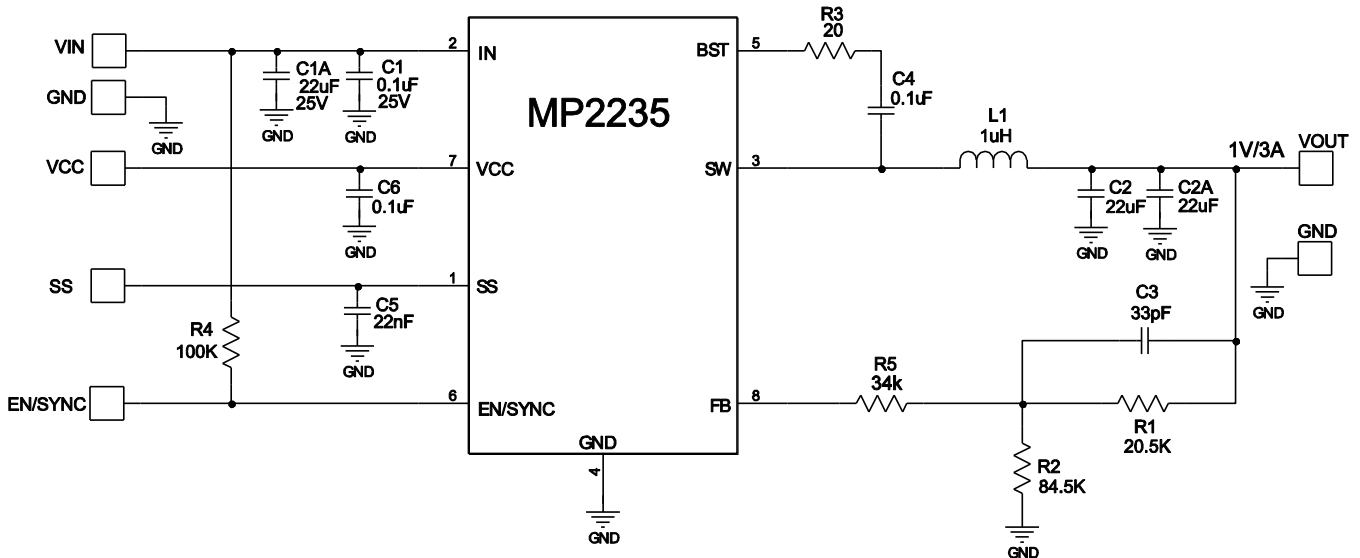 VIN
GND
GND
VCC
SS
EN/SYNC
C1A
22uF
25V
GND
C1
0.1uF
25V
GND
C6
0.1uF
GND
C5
22nF
GND
R4
100K
MP2235
2
IN
7
VCC
1
SS
6
EN/SYNC
GND
4
GND
BST
5
SW
3
FB
8
R3
20
C4
0.1uF
L1
1uH
C2
22uF
GND
C2A
22uF
GND
1V/3A
VOUT
GND
GND
C3
33pF
R5
34k
R1
20.5K
R2
84.5K
GND